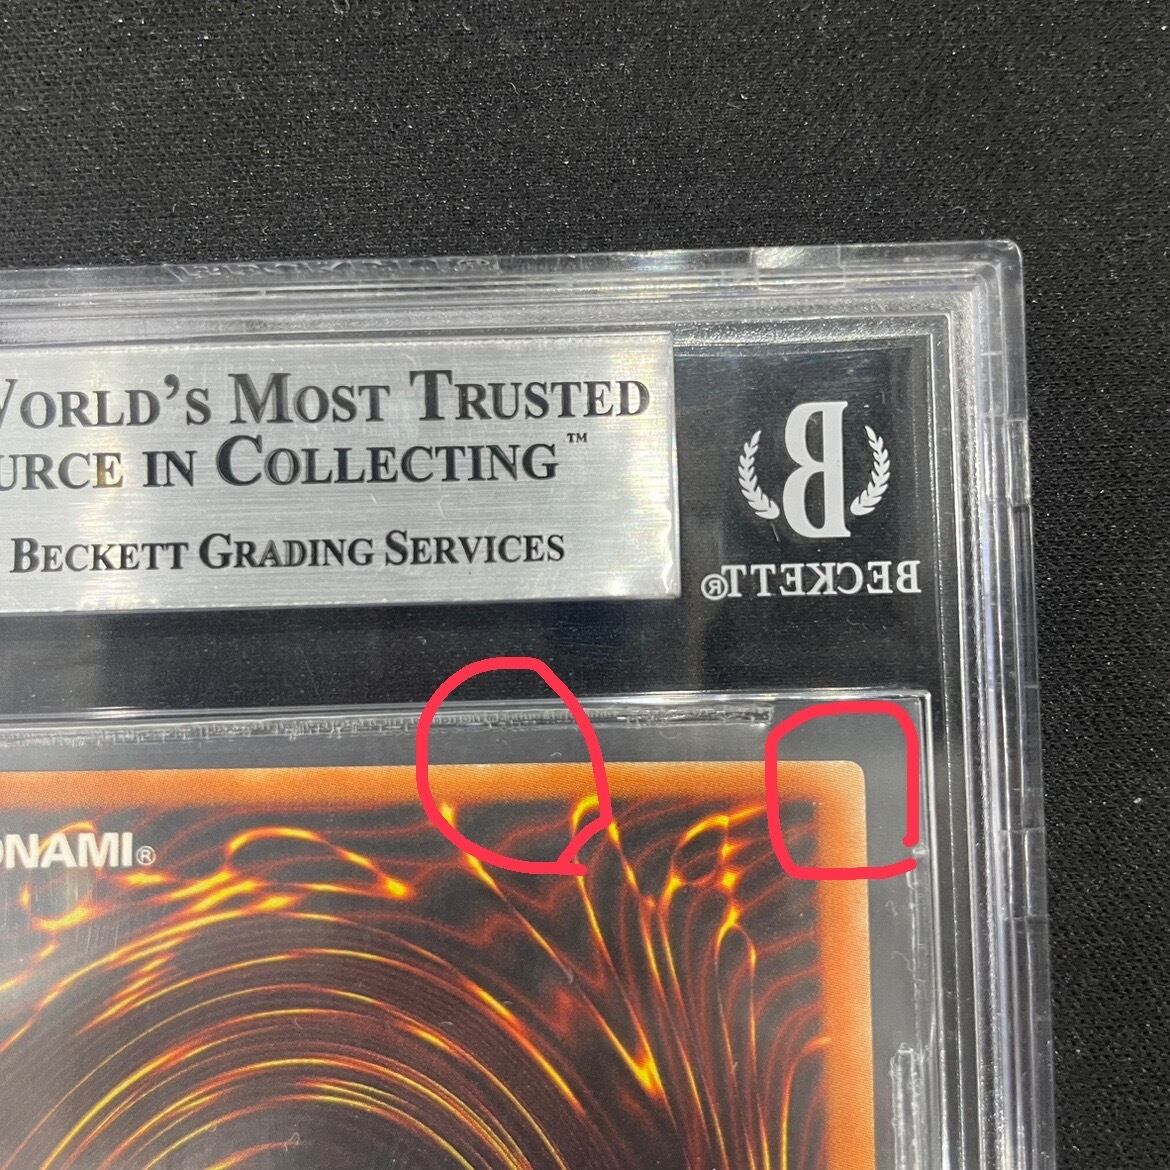 WORLD'S MOST TRUSTED
URCE IN COLLECTING™
BECKETT GRADING SERVICES
B
BECKETT®
ONAMI®